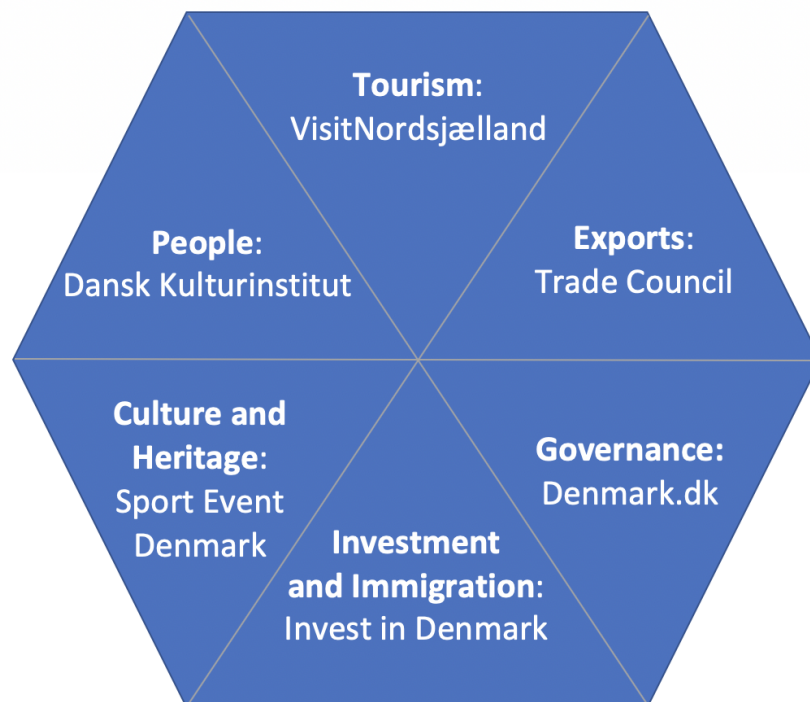 Tourism:
VisitNordsjælland
People:
Dansk Kulturinstitut
Exports:
Trade Council
Culture and
Heritage:
Sport Event
Denmark
Governance:
Denmark.dk
Investment
and Immigration:
Invest in Denmark